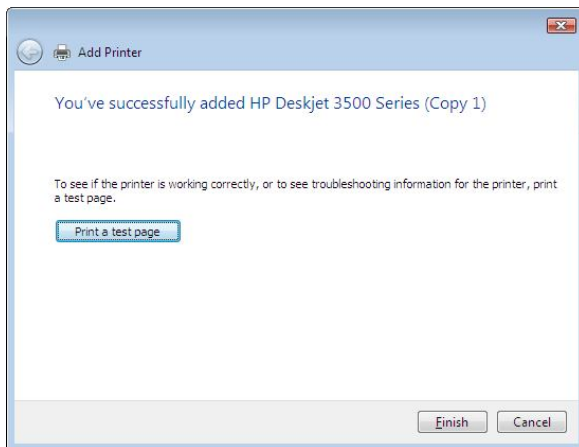 Add Printer
You've successfully added HP Deskjet 3500 Series (Copy 1)
To see if the printer is working correctly, or to see troubleshooting information for the printer, print
a test page.
Print a test page
Finish Cancel